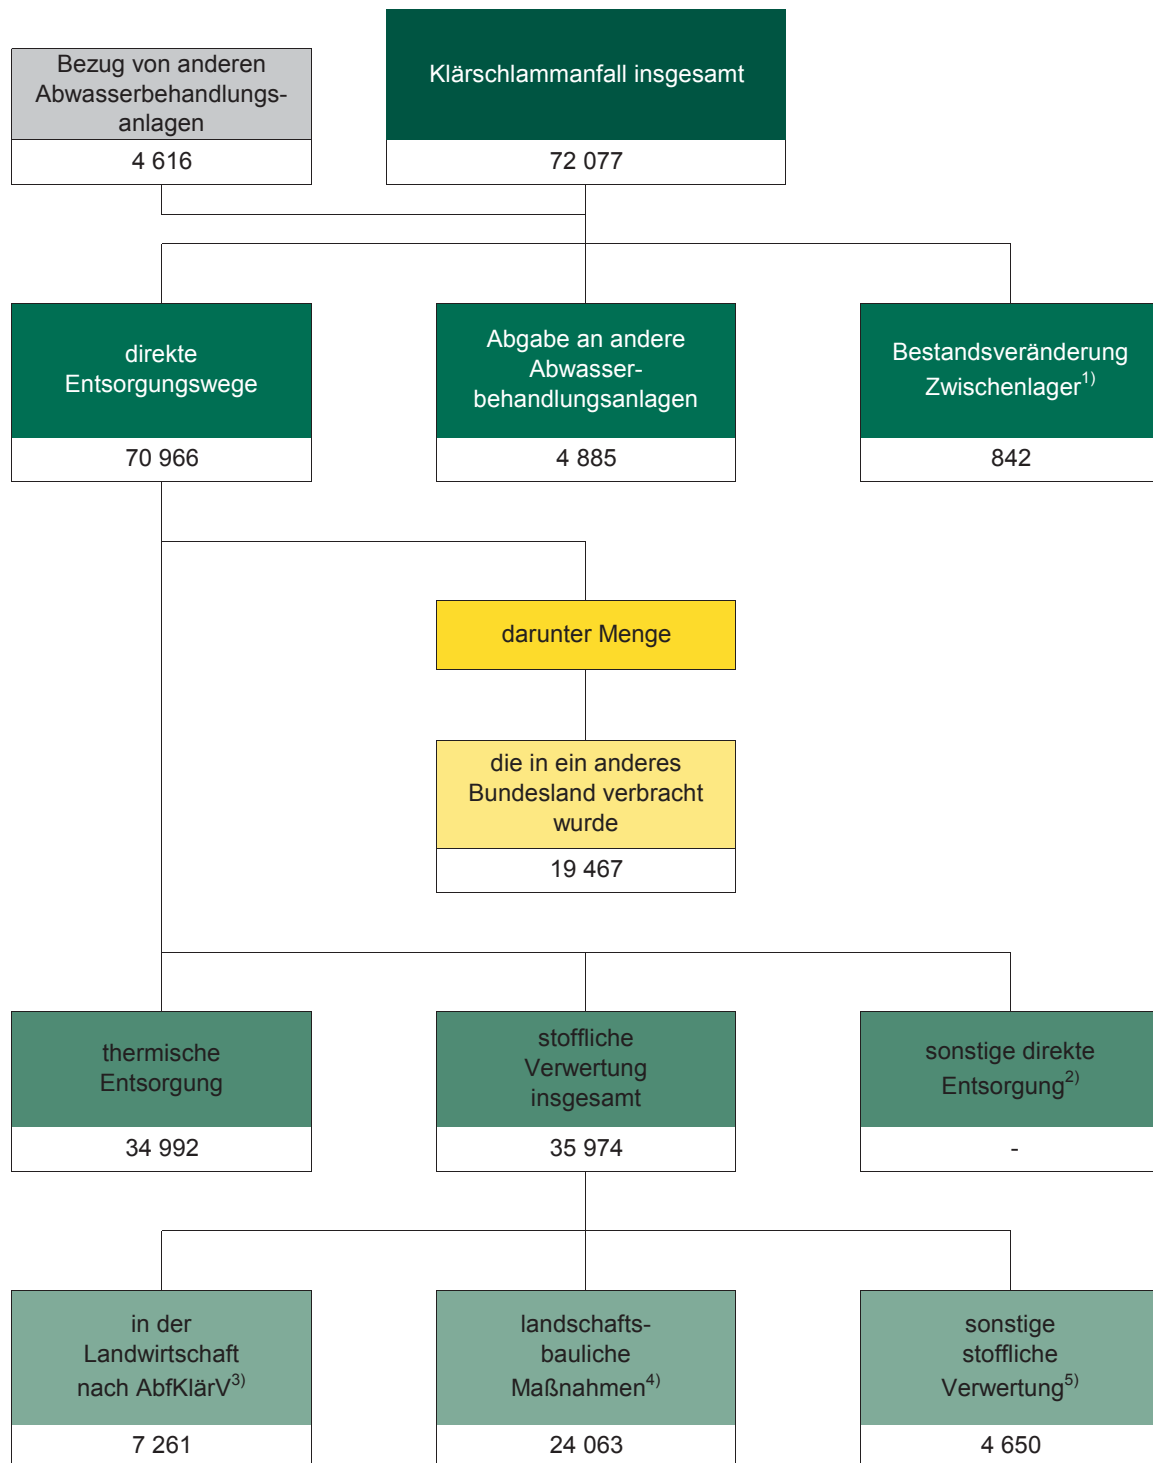 Bezug von anderen
Abwasserbehandlungs-
anlagen
4 616
Klärschlammanfall insgesamt
72 077
direkte
Entsorgungswege
70 966
Abgabe an andere
Abwasser-
behandlungsanlagen
4 885
Bestandsveränderung
Zwischenlager1)
842
darunter Menge
die in ein anderes
Bundesland verbracht
wurde
19 467
thermische
Entsorgung
34 992
stoffliche
Verwertung
insgesamt
35 974
sonstige direkte
Entsorgung2)
-
in der
Landwirtschaft
nach AbfKlärV3)
7 261
landschafts-
bauliche
Maßnahmen4)
24 063
sonstige
stoffliche
Verwertung5)
4 650